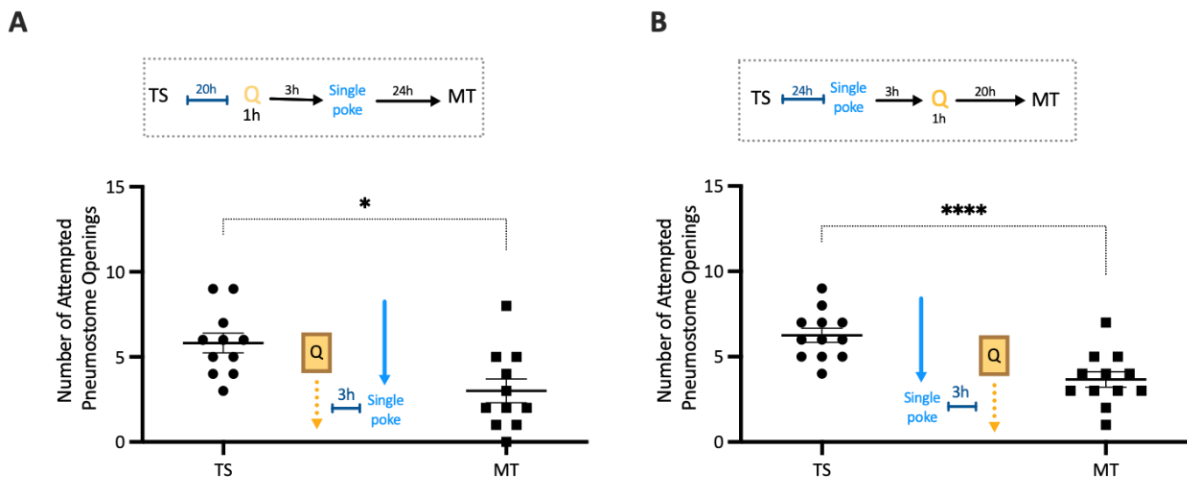 A
TS 20h Q 3h Single poke 24h MT
1h
Number of Attempted
Pneumostome Openings
15
10
5
0
*
Q
3h
Single
poke
TS MT
B
TS 24h Single poke 3h Q 20h MT
1h
Number of Attempted
Pneumostome Openings
15
10
5
0
****
Q
3h
Single
poke
TS MT